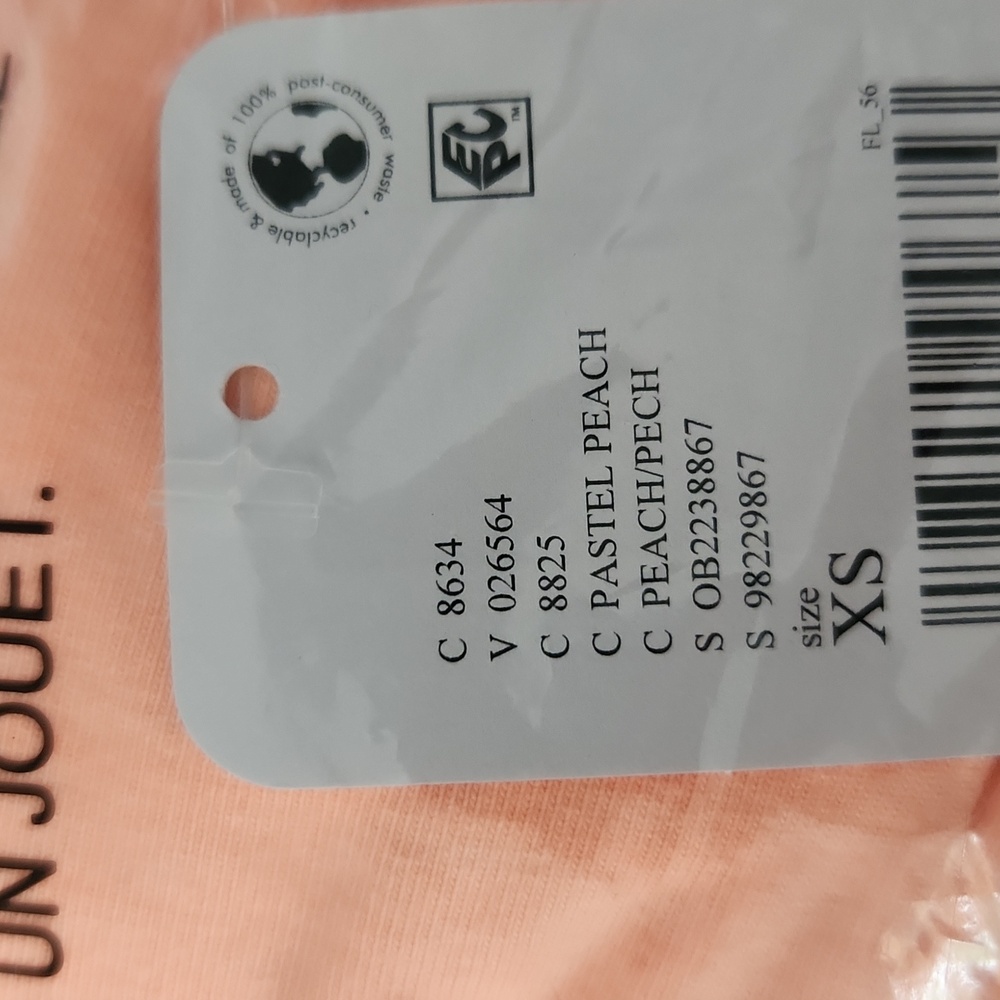 UN JOUET.
made of 100% post-consumer waste • recyclable &
EPC™
C 8634
V 026564
C 8825
C PASTEL PEACH
C PEACH/PECH
S OB2238867
S 98229867
size
XS
FL_56